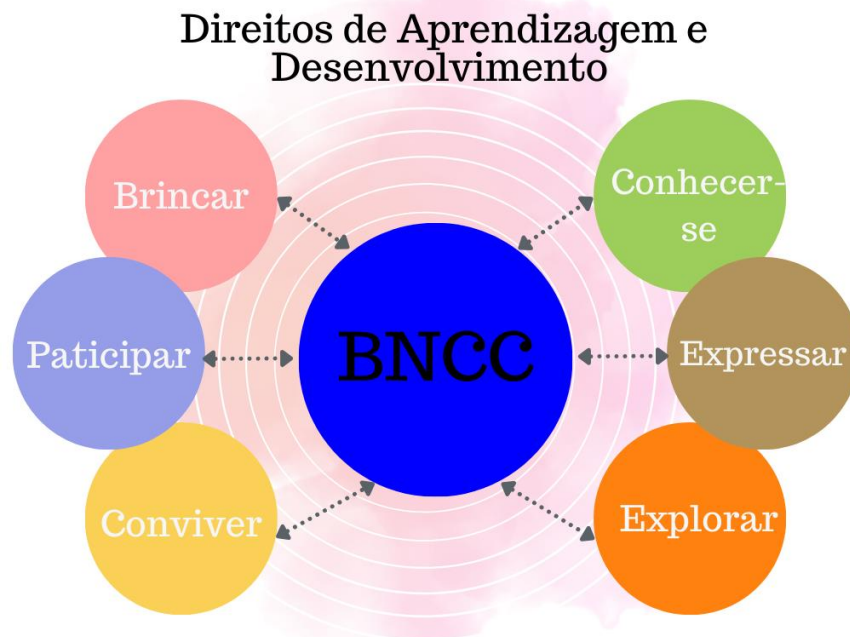 Direitos de Aprendizagem e
Desenvolvimento
Brincar
Conhecer-
se
Paticipar
BNCC
Expressar
Conviver
Explorar